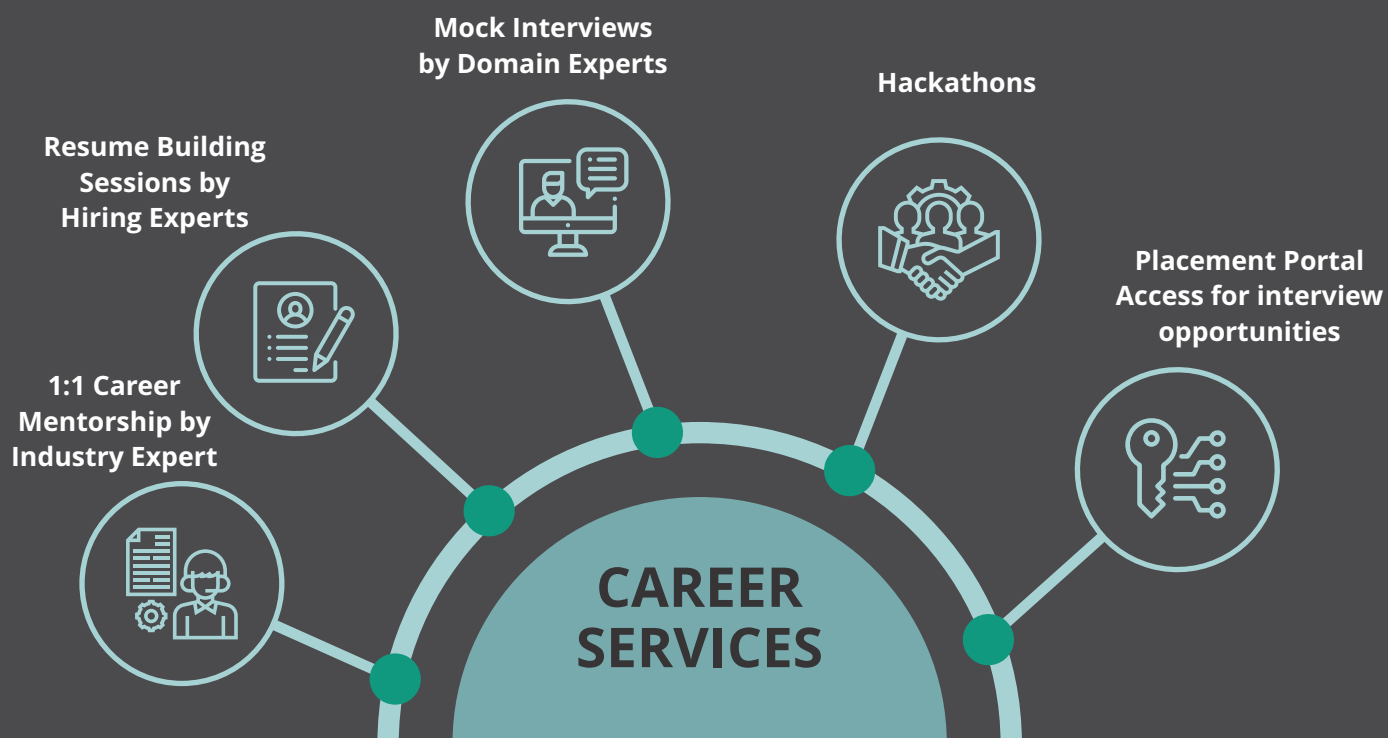 Mock Interviews
by Domain Experts
Hackathons
Resume Building
Sessions by
Hiring Experts
Placement Portal
Access for interview
opportunities
1:1 Career
Mentorship by
Industry Expert
CAREER
SERVICES